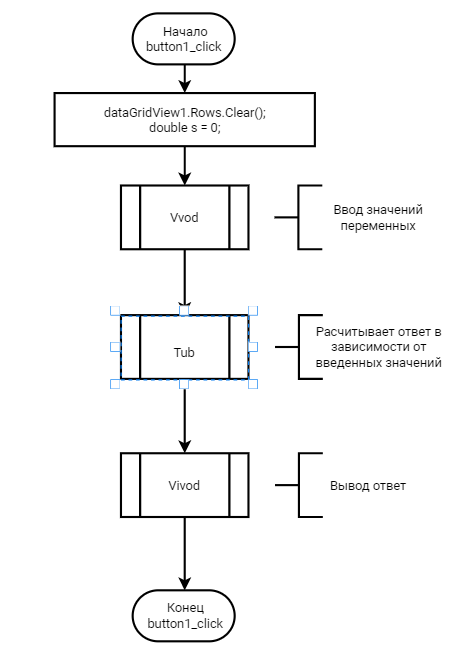 Начало
button1_click
dataGridView1.Rows.Clear();
double s = 0;
Vvod
Ввод значений
переменных
Tub
Расчитывает ответ в
зависимости от
введенных значений
Vivod
Вывод ответ
Конец
button1_click